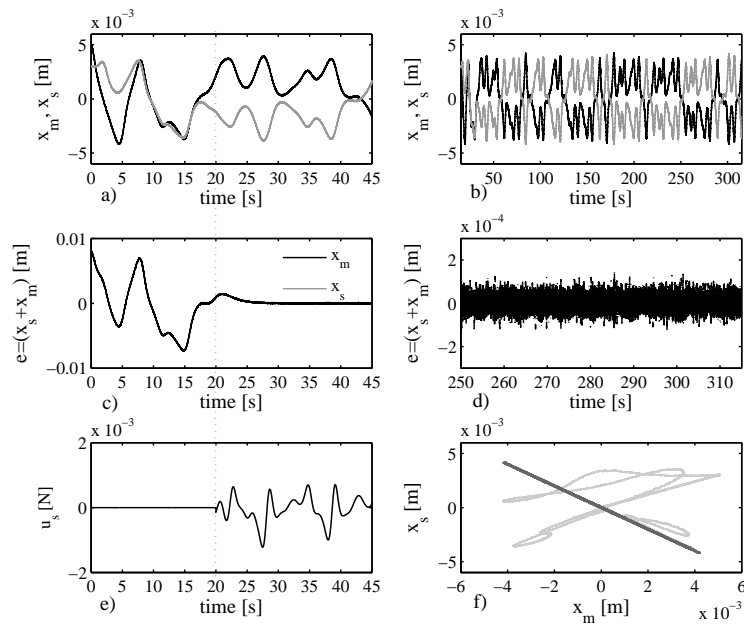 x 10⁻³
5
0
−5
x_m, x_s [m]
0 5 10 15 20 25 30 35 40 45
time [s]
a)
x 10⁻³
5
0
−5
x_m, x_s [m]
50 100 150 200 250 300
time [s]
b)
0.01
0
−0.01
e=(x_s+x_m) [m]
x_m
x_s
0 5 10 15 20 25 30 35 40 45
time [s]
c)
x 10⁻⁴
2
0
−2
e=(x_s+x_m) [m]
250 260 270 280 290 300 310
time [s]
d)
x 10⁻³
2
0
−2
u_s [N]
0 5 10 15 20 25 30 35 40 45
time [s]
e)
x 10⁻³
5
0
−5
x_s [m]
−6 −4 −2 0 2 4 6
x 10⁻³
x_m [m]
f)